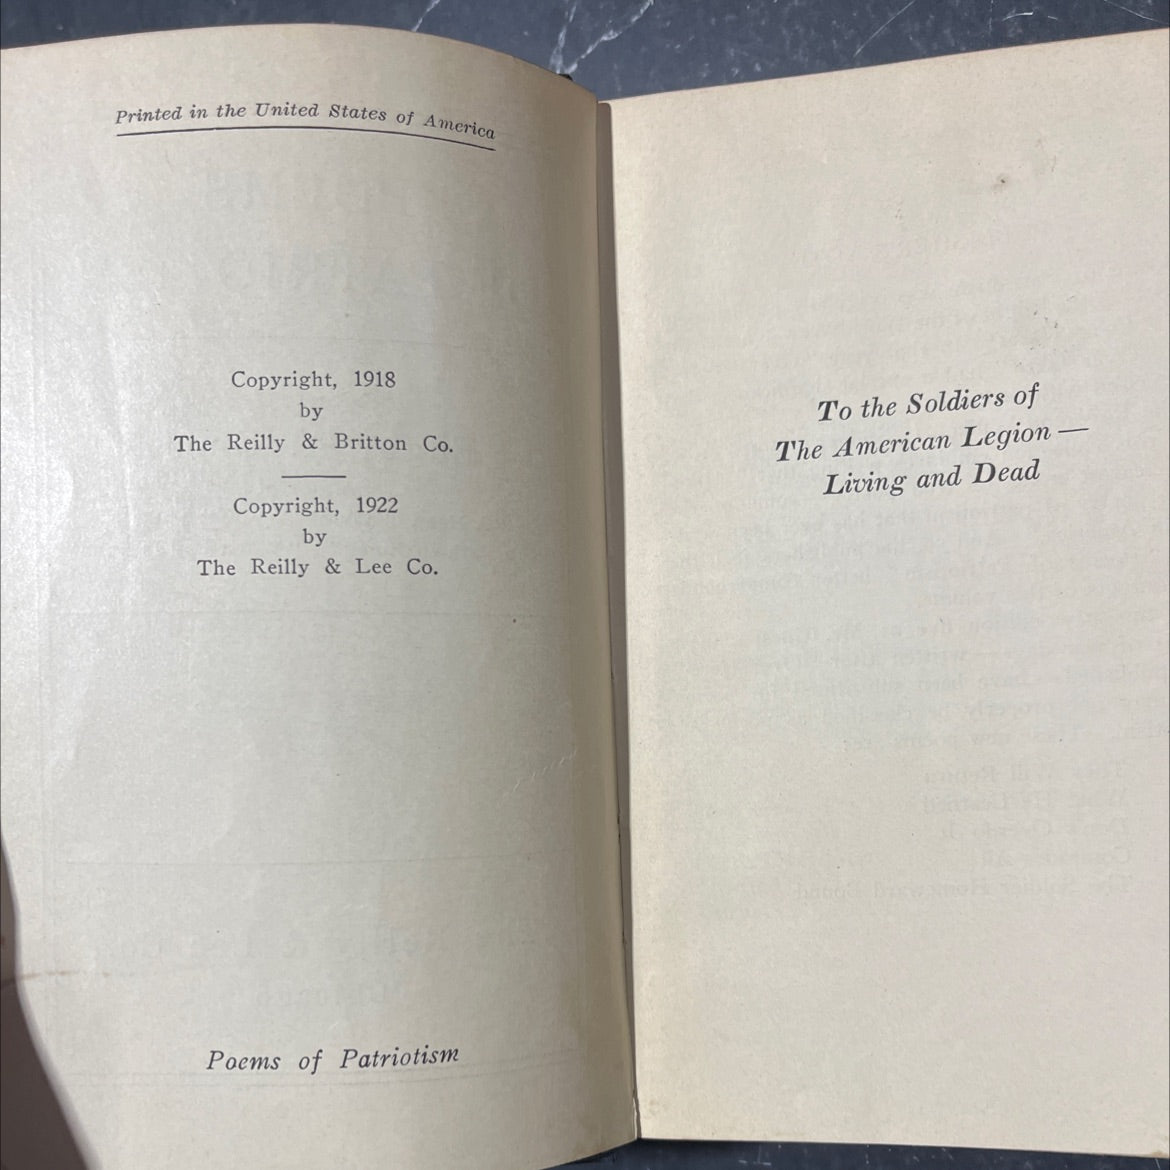 Printed in the United States of America
Copyright, 1918
by
The Reilly & Britton Co.
Copyright, 1922
by
The Reilly & Lee Co.
Poems of Patriotism
To the Soldiers of
The American Legion —
Living and Dead